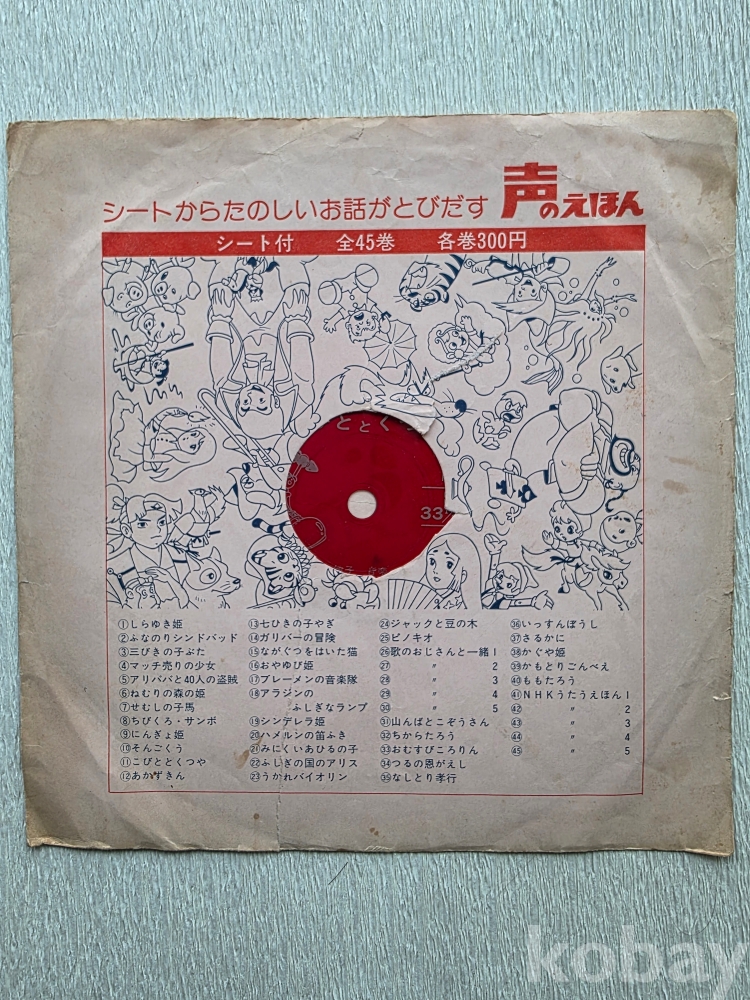 シートからたのしいお話がとびだす 声のえほん
シート付 全45巻 各巻300円
ととくつ
33
①しらゆき姫
②ふなのりシンドバッド
③三びきの子ぶた
④マッチ売りの少女
⑤アリババと40人の盗賊
⑥ねむりの森の姫
⑦せむしの子馬
⑧ちびくろ・サンボ
⑨にんぎょ姫
⑩そんごくう
⑪こびととくつや
⑫あかずきん
⑬七ひきの子やぎ
⑭ガリバーの冒険
⑮ながぐつをはいた猫
⑯おやゆび姫
⑰ブレーメンの音楽隊
⑱アラジンの
ふしぎなランプ
⑲シンデレラ姫
⑳ハメルンの笛ふき
㉑みにくいあひるの子
㉒ふしぎの国のアリス
㉓うかれバイオリン
㉔ジャックと豆の木
㉕ピノキオ
㉖歌のおじさんと一緒1
㉗ 〃 2
㉘ 〃 3
㉙ 〃 4
㉚ 〃 5
㉛山んばとこぞうさん
㉜ちからたろう
㉝おむすびころりん
㉞つるの恩がえし
㉟なしとり孝行
㊱いっすんぼうし
㊲さるかに
㊳かぐや姫
㊴かもとりごんべえ
㊵ももたろう
㊶NHKうたうえほん1
㊷ 〃 2
㊸ 〃 3
㊹ 〃 4
㊺ 〃 5
kobay